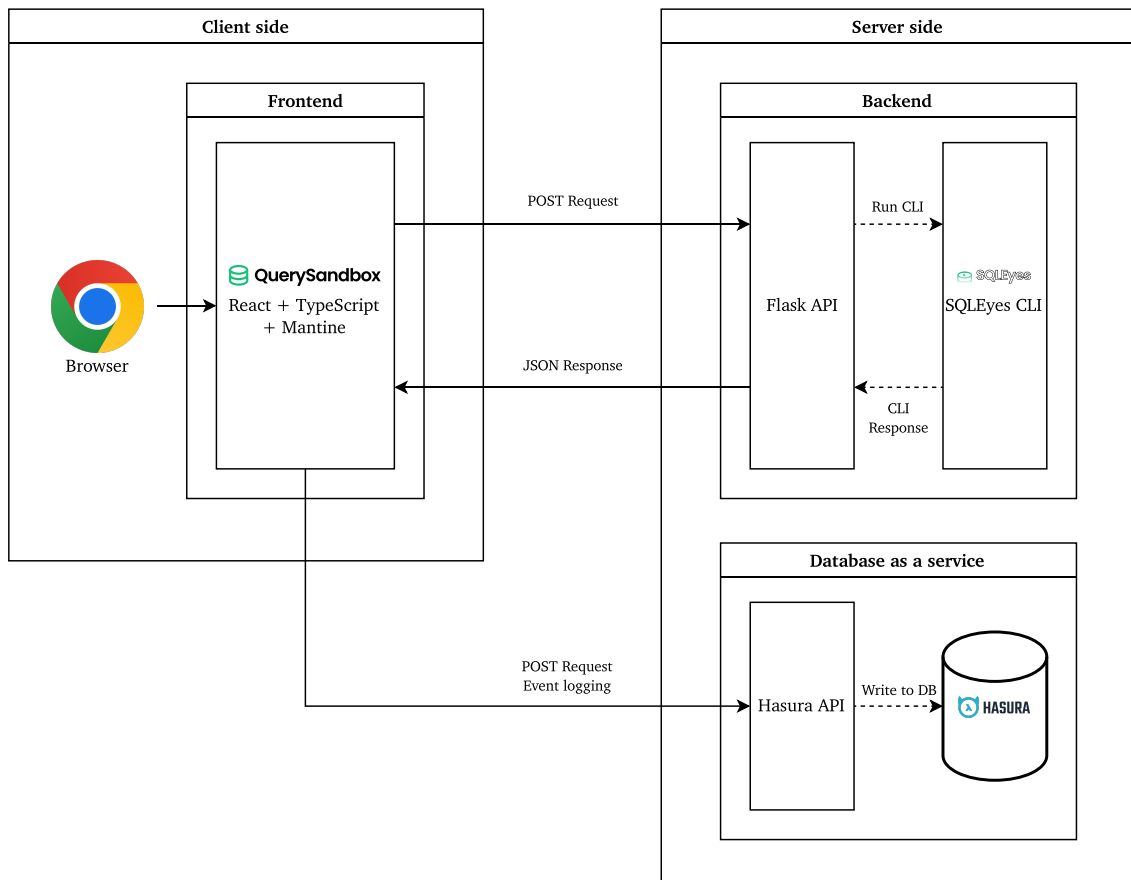 Client side
Server side
Frontend
Backend
POST Request
Run CLI
QuerySandbox
React + TypeScript
+ Mantine
Browser
Flask API
SQLEyes
SQLEyes CLI
JSON Response
CLI
Response
Database as a service
POST Request
Event logging
Hasura API
Write to DB
HASURA